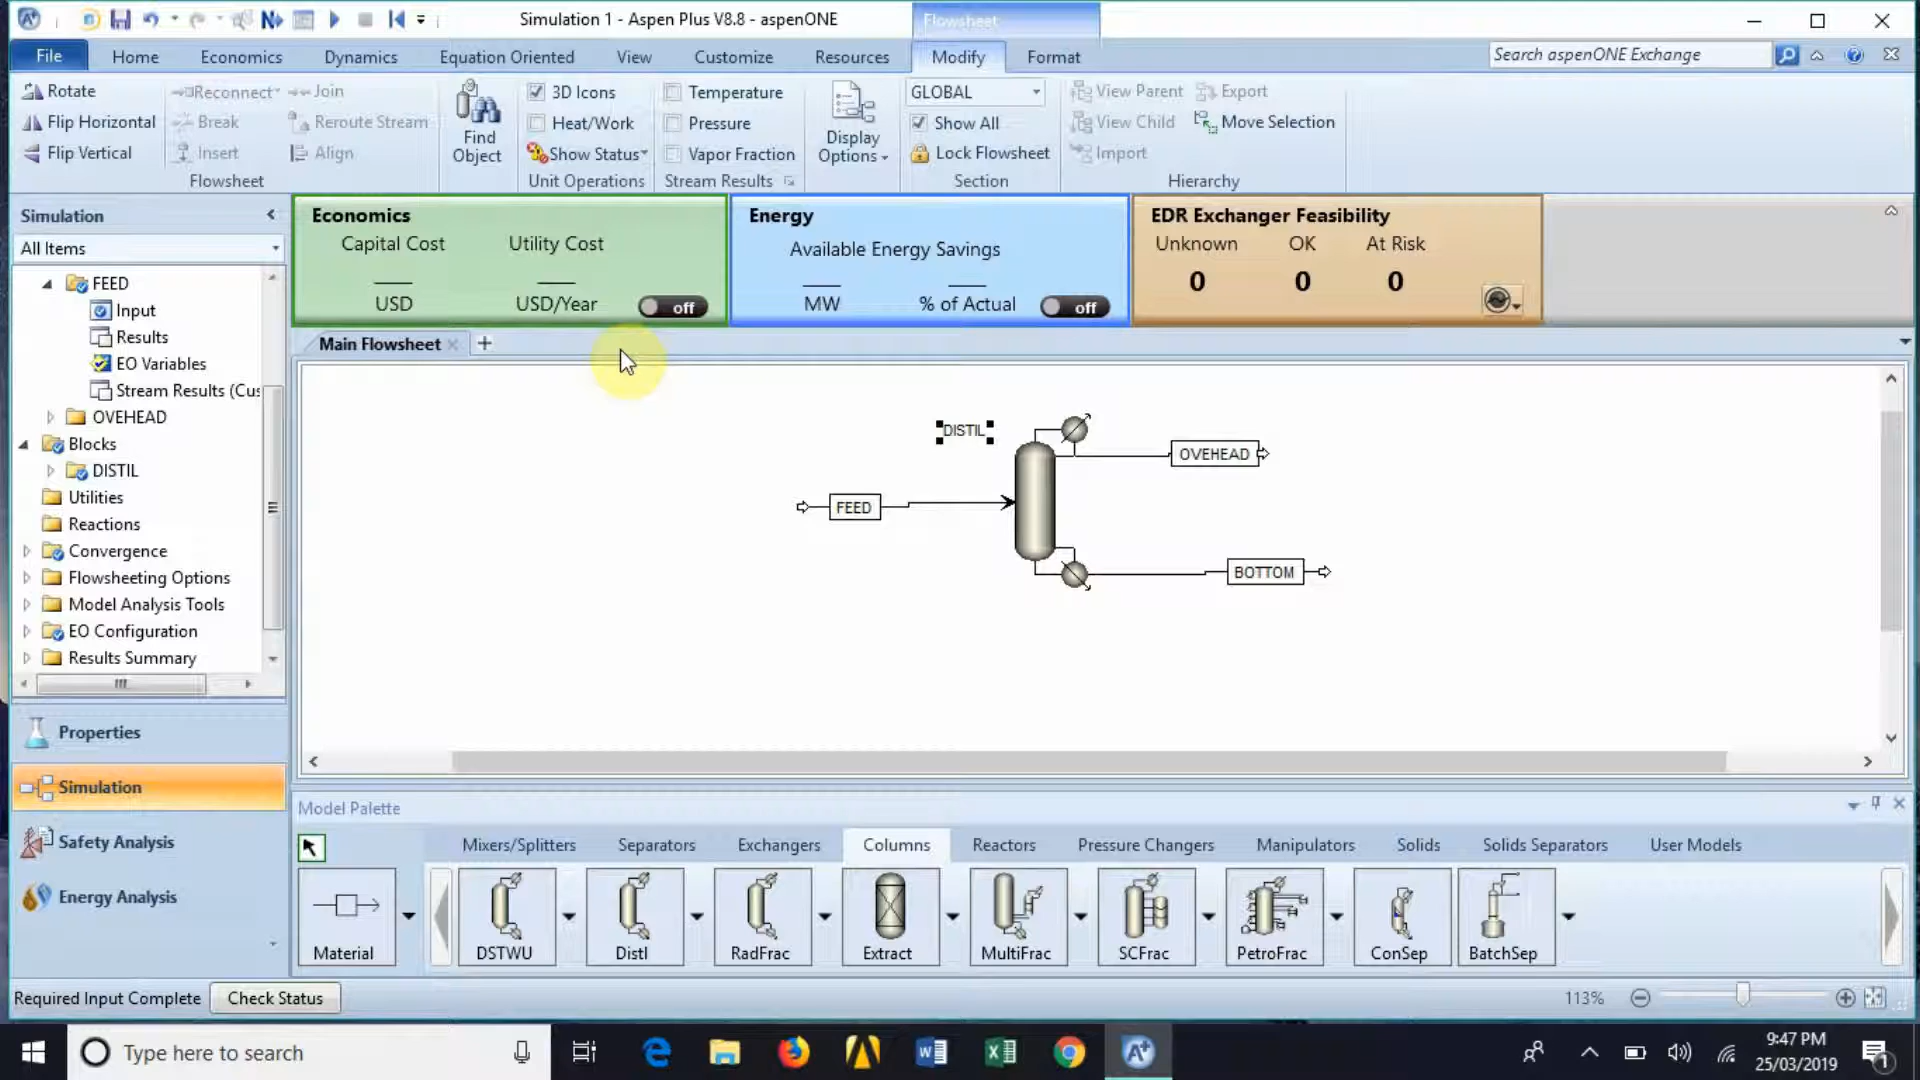 Simulation 1 - Aspen Plus V8.8 - aspenONE
Flowsheet
File
Home
Economics
Dynamics
Equation Oriented
View
Customize
Resources
Modify
Format
Search aspenONE Exchange
Rotate
Flip Horizontal
Flip Vertical
Reconnect
Break
Insert
Join
Reroute Stream
Align
Flowsheet
Find
Object
3D Icons
Heat/Work
Show Status
Unit Operations
Temperature
Pressure
Vapor Fraction
Stream Results
Display
Options
GLOBAL
Show All
Lock Flowsheet
Section
View Parent
View Child
Import
Export
Move Selection
Hierarchy
Simulation
All Items
FEED
Input
Results
EO Variables
Stream Results (Cus
OVEHEAD
Blocks
DISTIL
Utilities
Reactions
Convergence
Flowsheeting Options
Model Analysis Tools
EO Configuration
Results Summary
Properties
Simulation
Safety Analysis
Energy Analysis
Economics
Capital Cost
Utility Cost
USD
USD/Year
off
Energy
Available Energy Savings
MW
% of Actual
off
EDR Exchanger Feasibility
Unknown
OK
At Risk
0
0
0
Main Flowsheet
DISTIL
OVEHEAD
FEED
BOTTOM
Model Palette
Mixers/Splitters
Separators
Exchangers
Columns
Reactors
Pressure Changers
Manipulators
Solids
Solids Separators
User Models
Material
DSTWU
Distl
RadFrac
Extract
MultiFrac
SCFrac
PetroFrac
ConSep
BatchSep
Required Input Complete
Check Status
113%
Type here to search
9:47 PM
25/03/2019
1